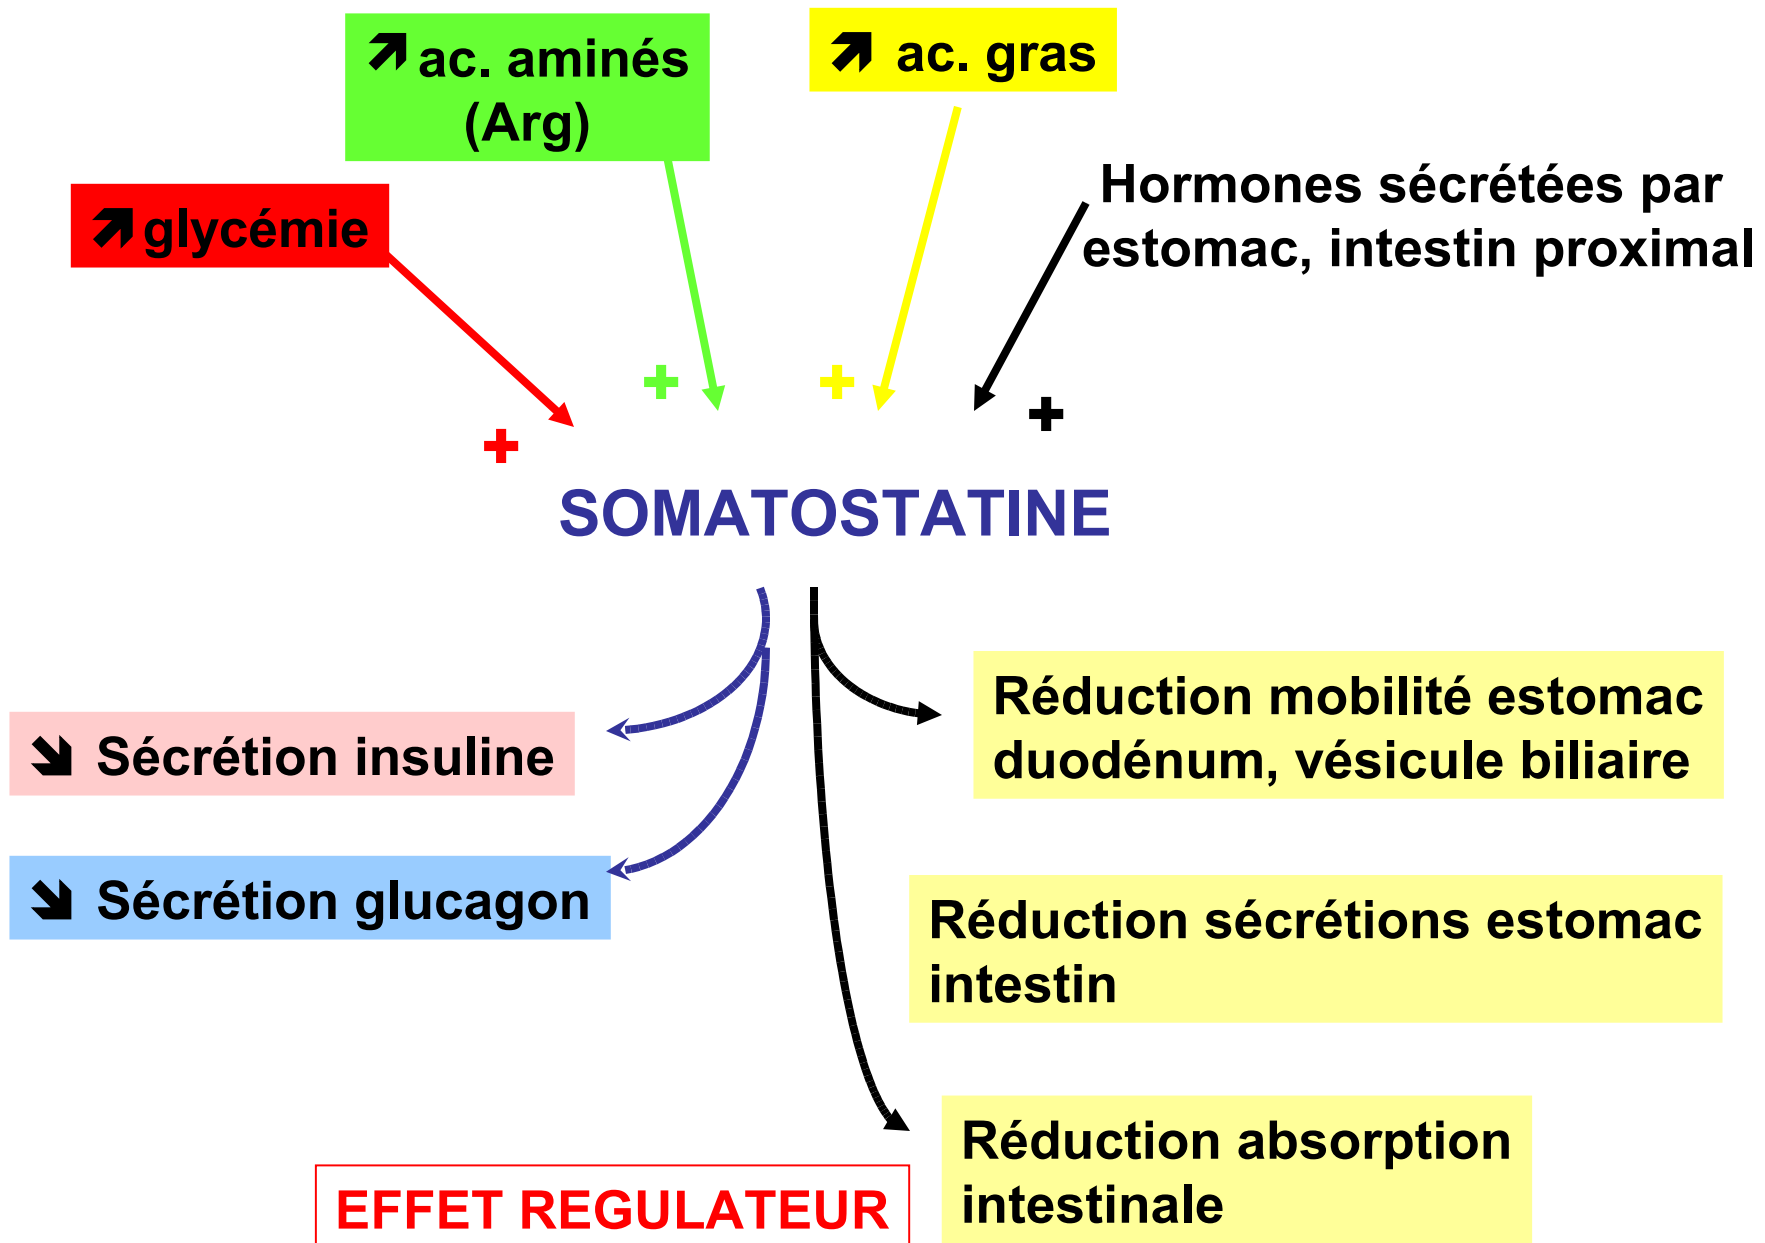 ↗ ac. aminés
(Arg)
↗ ac. gras
Hormones sécrétées par
estomac, intestin proximal
↗ glycémie
+
+
+
+
SOMATOSTATINE
↘ Sécrétion insuline
↘ Sécrétion glucagon
Réduction mobilité estomac
duodénum, vésicule biliaire
Réduction sécrétions estomac
intestin
Réduction absorption
intestinale
EFFET REGULATEUR